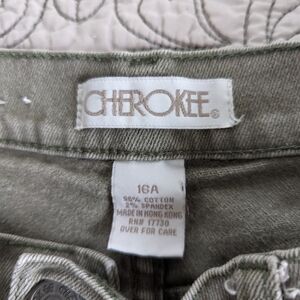 CHEROKEE®
16A
98% COTTON
2% SPANDEX
MADE IN HONG KONG
RN# 17730
OVER FOR CARE